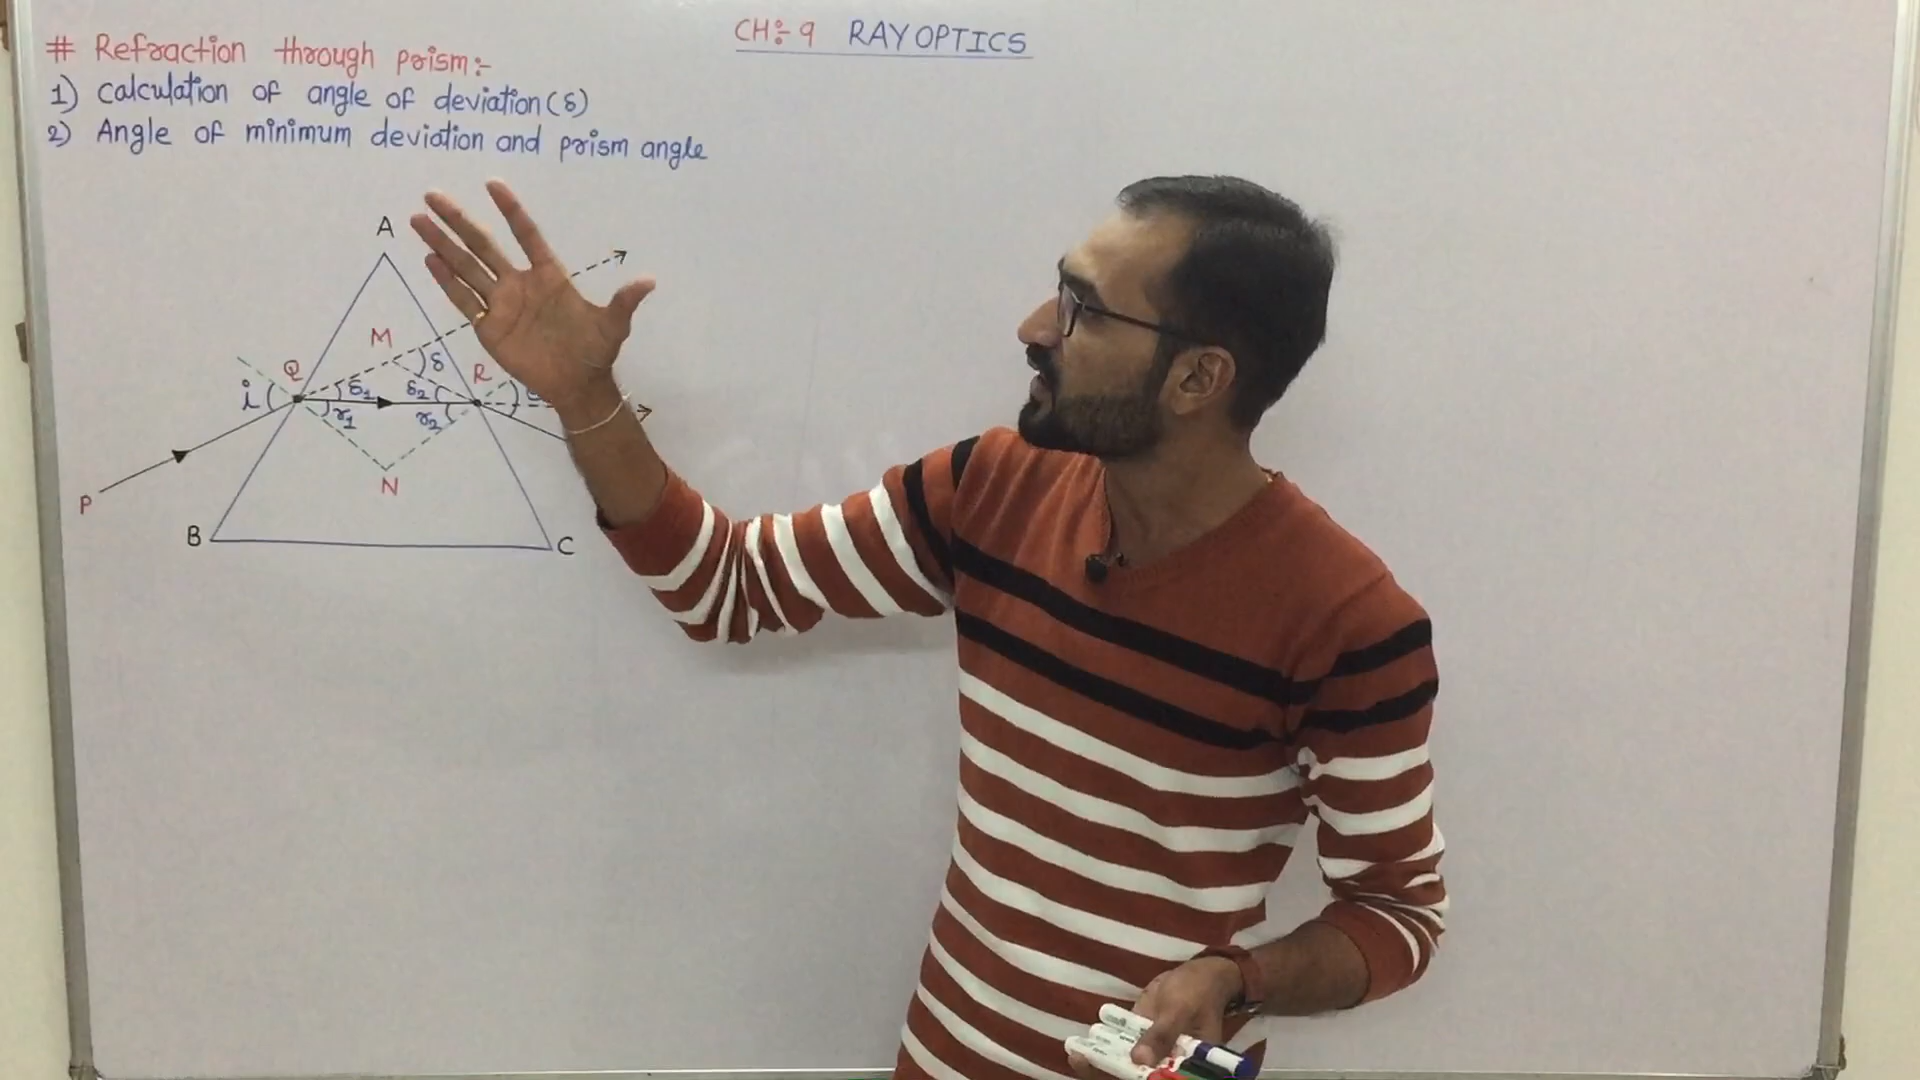 CH:- 9 RAY OPTICS
# Refraction through prism:-
1) Calculation of angle of deviation (δ)
2) Angle of minimum deviation and prism angle
A
M
Q
δ
R
i
δ1
δ2
r1
r2
N
P
B
C